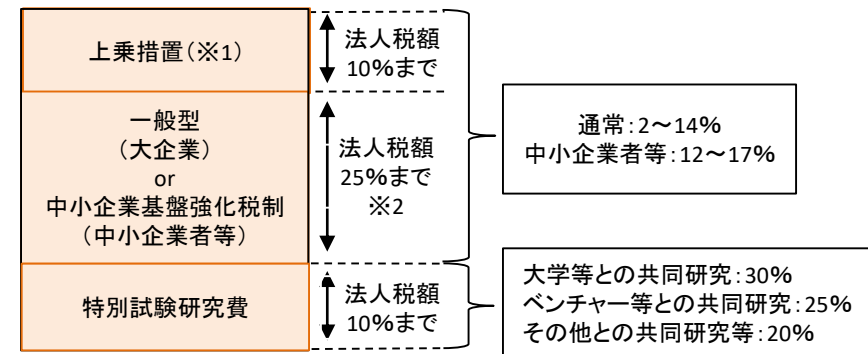 上乗措置（※1）
法人税額
10％まで
一般型
（大企業）
or
中小企業基盤強化税制
（中小企業者等）
法人税額
25％まで
※2
通常：2～14％
中小企業者等：12～17％
特別試験研究費
法人税額
10％まで
大学等との共同研究：30％
ベンチャー等との共同研究：25％
その他との共同研究等：20％